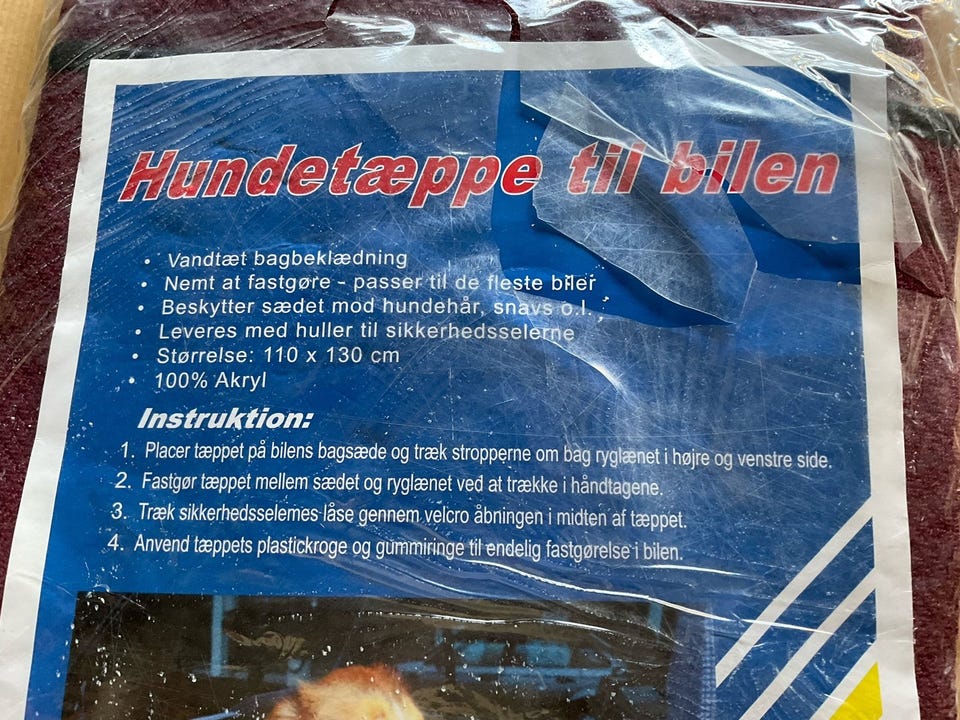 Hundetæppe til bilen
• Vandtæt bagbeklædning
• Nemt at fastgøre - passer til de fleste biler
• Beskytter sædet mod hundehår, snavs o.l.
• Leveres med huller til sikkerhedsselerne
• Størrelse: 110 x 130 cm
• 100% Akryl
Instruktion:
1. Placer tæppet på bilens bagsæde og træk stropperne om bag ryglænet i højre og venstre side.
2. Fastgør tæppet mellem sædet og ryglænet ved at trække i håndtagene.
3. Træk sikkerhedsselernes låse gennem velcro åbningen i midten af tæppet.
4. Anvend tæppets plastickroge og gummiringe til endelig fastgørelse i bilen.